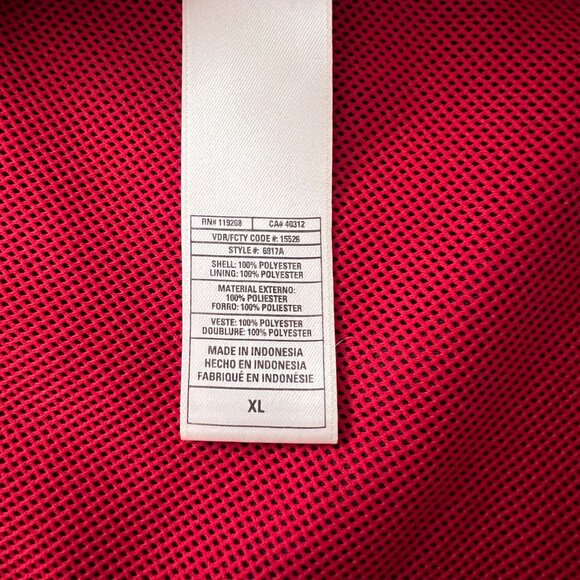 RN# 119208 CA# 40312
VDR/FCTY CODE #: 15526
STYLE #: 6917A
SHELL: 100% POLYESTER
LINING: 100% POLYESTER
MATERIAL EXTERNO:
100% POLIESTER
FORRO: 100% POLIESTER
VESTE: 100% POLYESTER
DOUBLURE: 100% POLYESTER
MADE IN INDONESIA
HECHO EN INDONESIA
FABRIQUÉ EN INDONÉSIE
XL